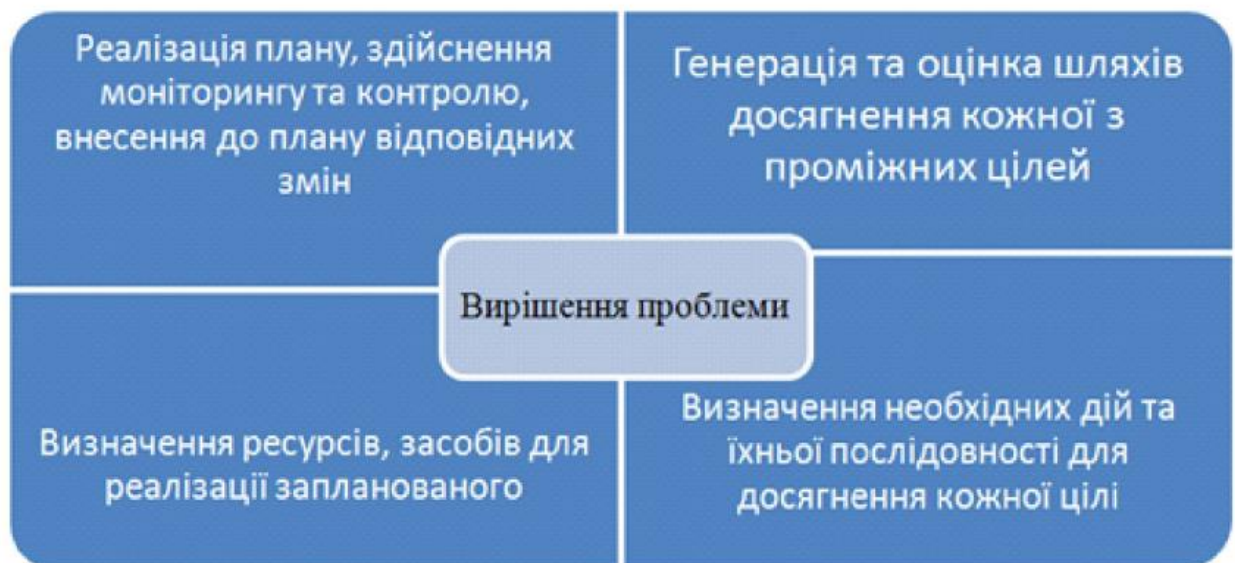 Реалізація плану, здійснення
моніторингу та контролю,
внесення до плану відповідних
змін
Генерація та оцінка шляхів
досягнення кожної з
проміжних цілей
Вирішення проблеми
Визначення ресурсів, засобів для
реалізації запланованого
Визначення необхідних дій та
їхньої послідовності для
досягнення кожної цілі